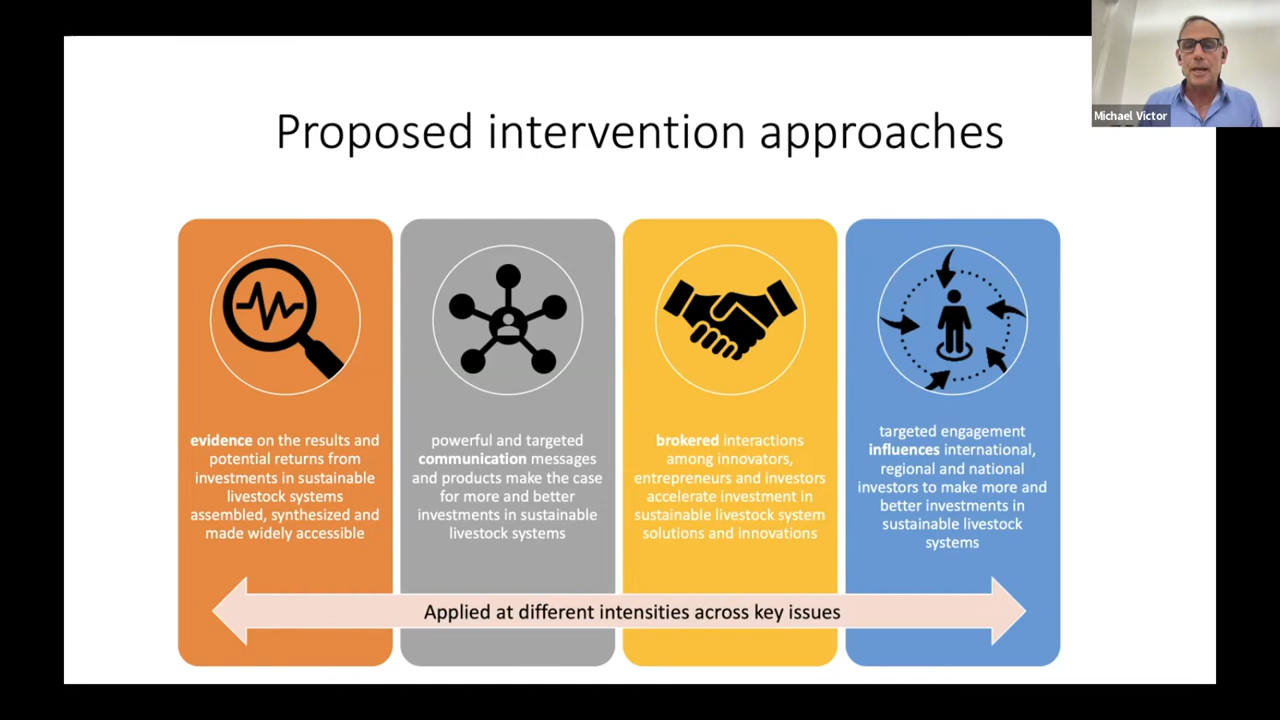 Michael Victor
Proposed intervention approaches
evidence on the results and
potential returns from
investments in sustainable
livestock systems
assembled, synthesized and
made widely accessible
powerful and targeted
communication messages
and products make the case
for more and better
investments in sustainable
livestock systems
brokered interactions
among innovators,
entrepreneurs and investors
accelerate investment in
sustainable livestock system
solutions and innovations
targeted engagement
influences international,
regional and national
investors to make more and
better investments in
sustainable livestock
systems
Applied at different intensities across key issues